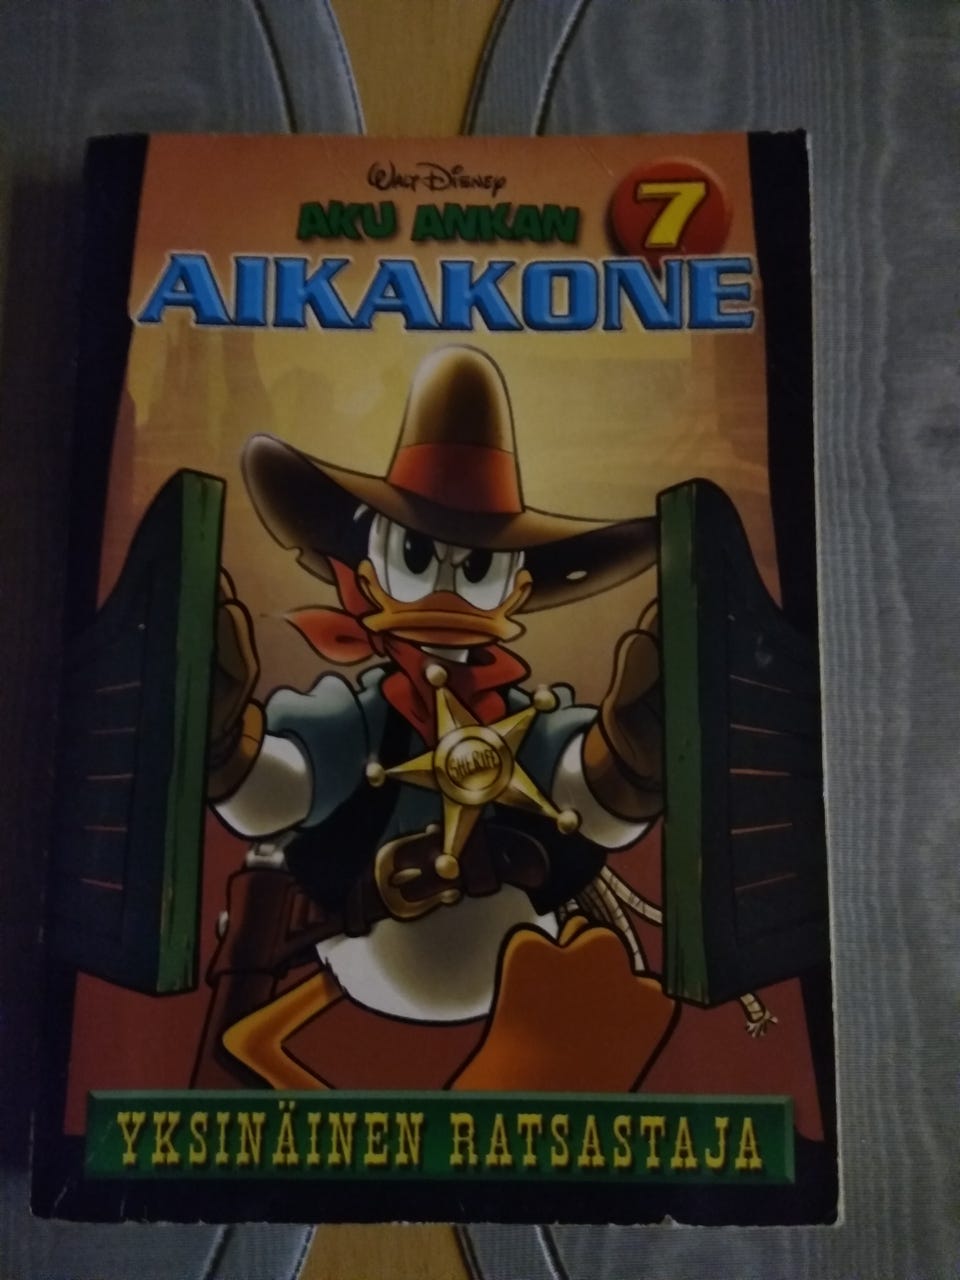 Walt Disney
AKU ANKAN
7
AIKAKONE
SHERIFF
YKSINÄINEN RATSASTAJA